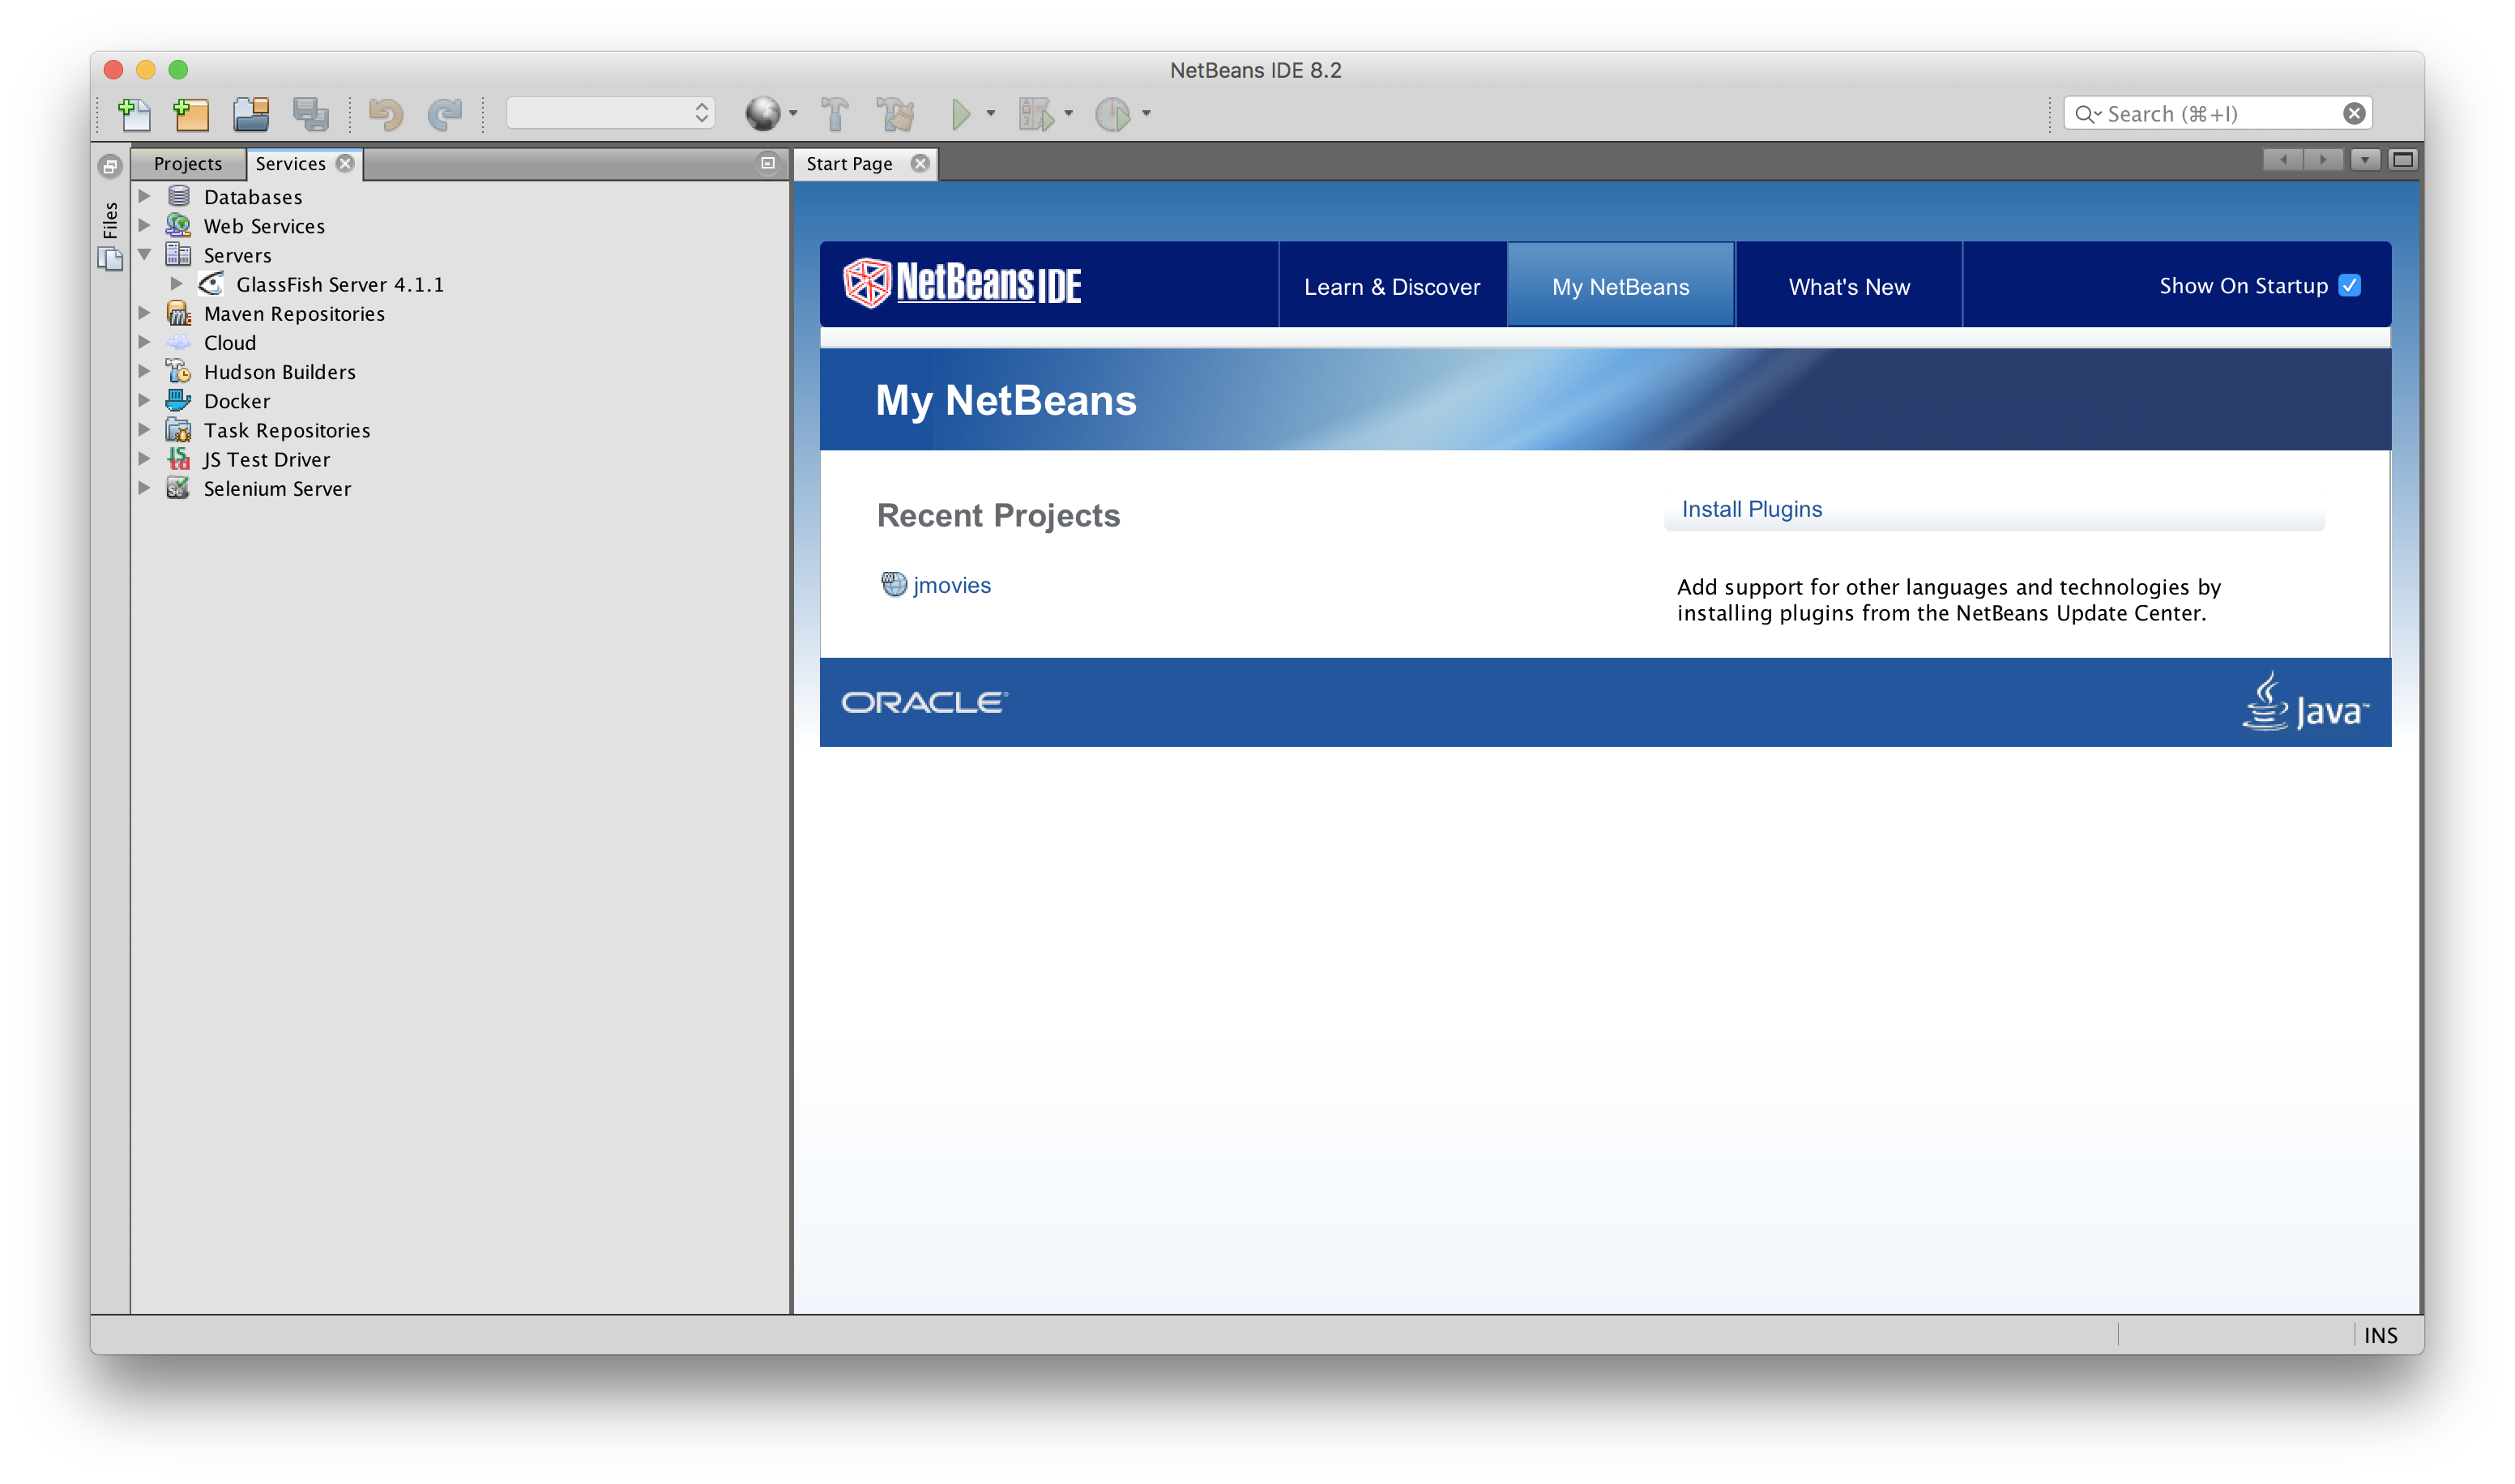 NetBeans IDE 8.2
Search (⌘+I)
Projects
Services
Start Page
Files
Databases
Web Services
Servers
GlassFish Server 4.1.1
Maven Repositories
Cloud
Hudson Builders
Docker
Task Repositories
JS Test Driver
Selenium Server
NetBeans IDE
Learn & Discover
My NetBeans
What's New
Show On Startup
My NetBeans
Recent Projects
jmovies
Install Plugins
Add support for other languages and technologies by
installing plugins from the NetBeans Update Center.
ORACLE®
Java™
INS